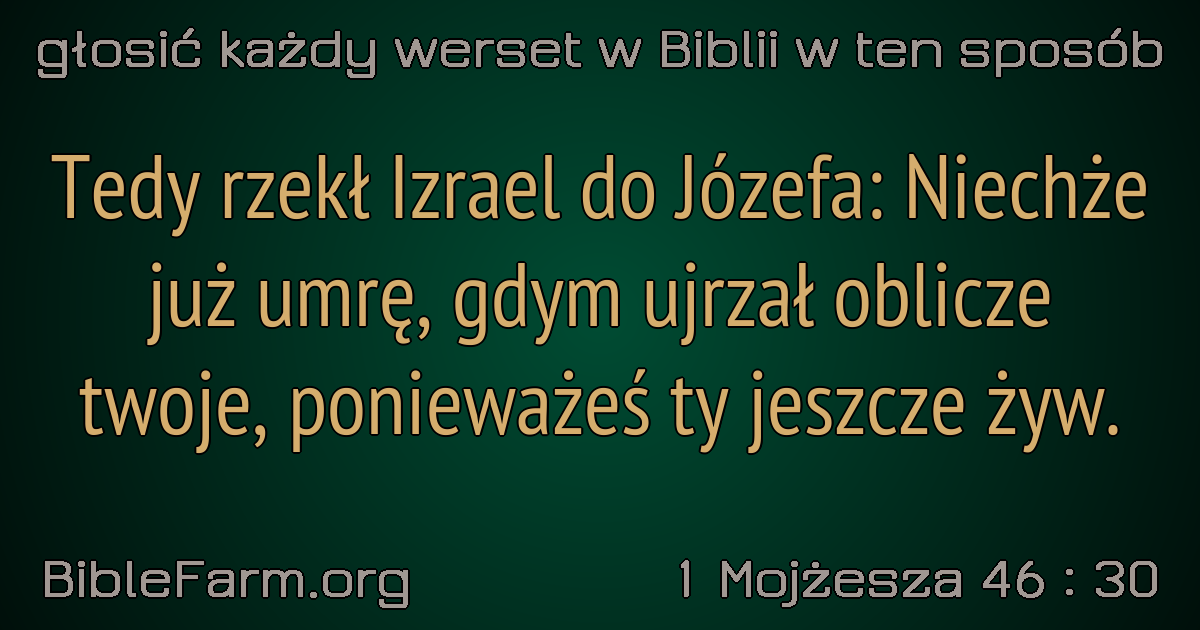 głosić każdy werset w Biblii w ten sposób
Tedy rzekł Izrael do Józefa: Niechże
już umrę, gdym ujrzał oblicze
twoje, ponieważeś ty jeszcze żyw.
BibleFarm.org
1 Mojżesza 46 : 30